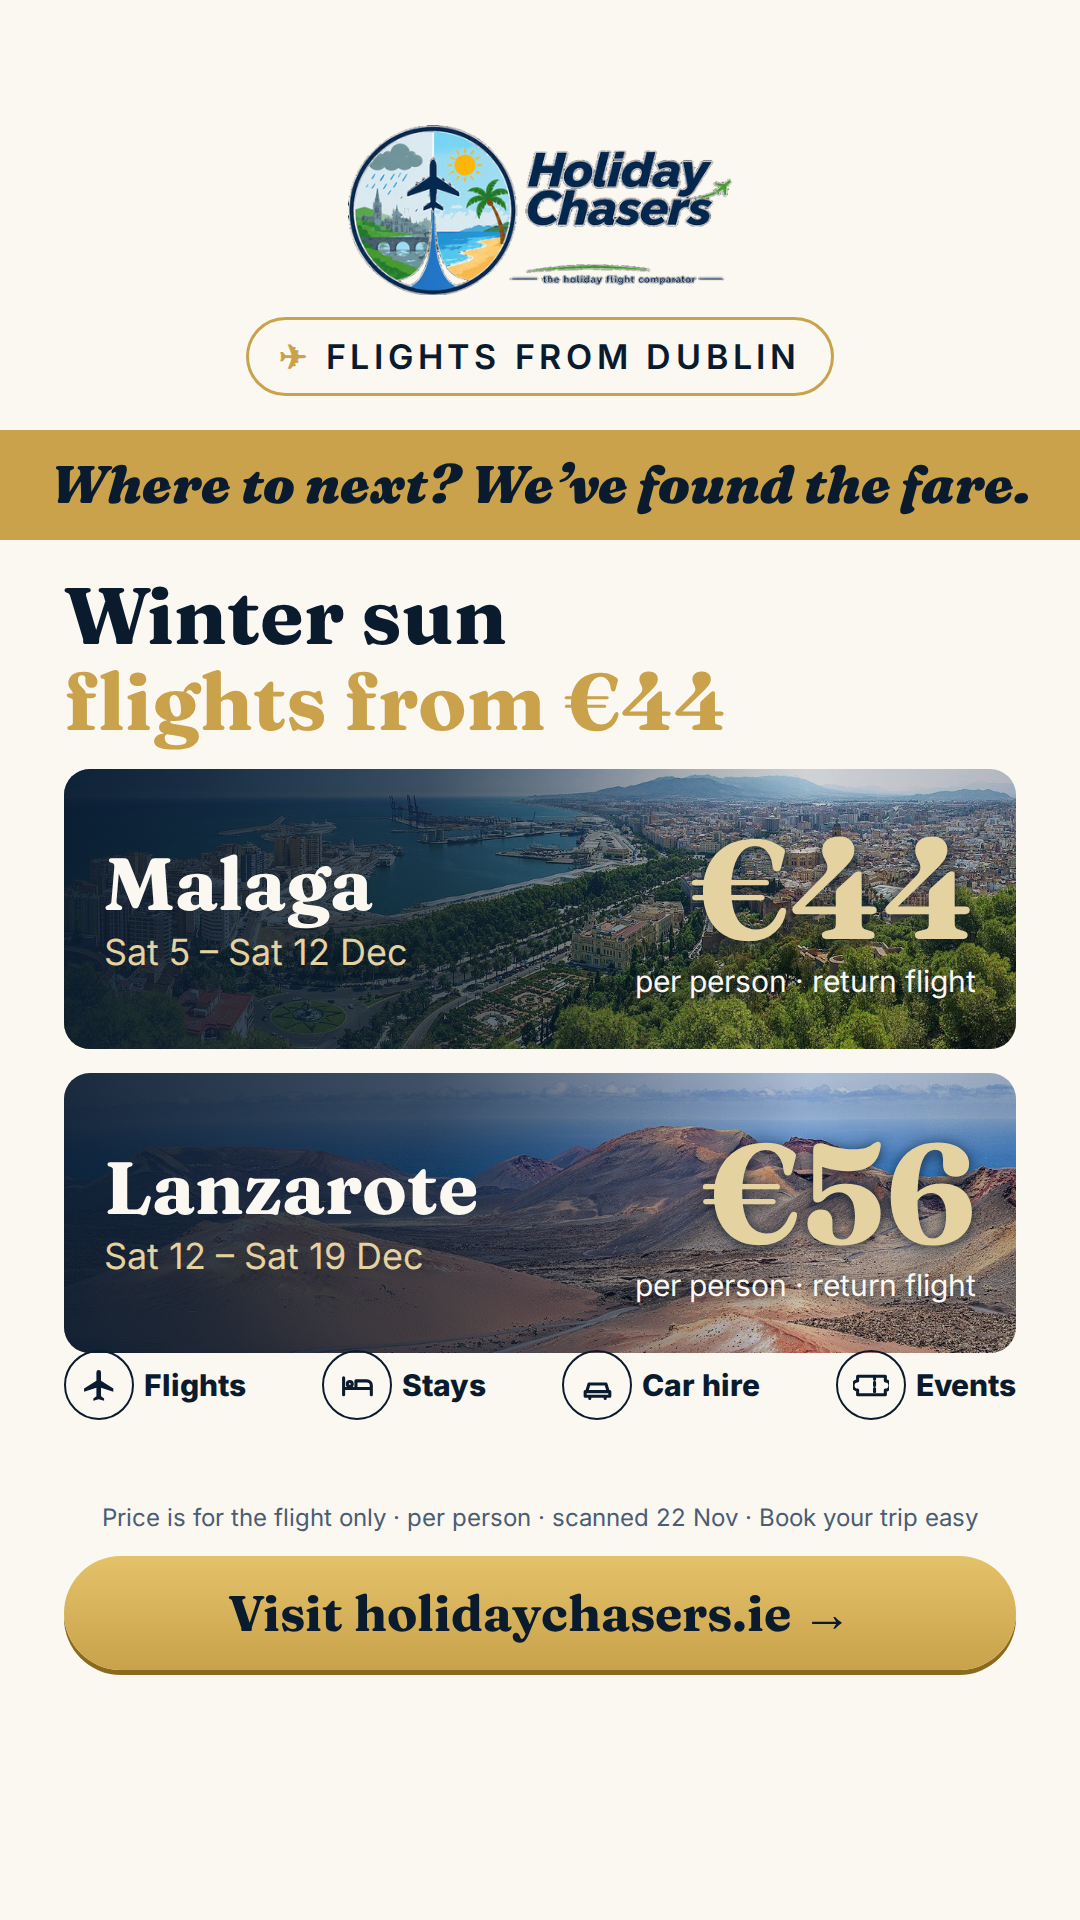 Holiday
Chasers
the holiday flight comparator
✈ FLIGHTS FROM DUBLIN
Where to next? We’ve found the fare.
Winter sun
flights from €44
Malaga
Sat 5 – Sat 12 Dec
€44
per person · return flight
Lanzarote
Sat 12 – Sat 19 Dec
€56
per person · return flight
Flights Stays Car hire Events
Price is for the flight only · per person · scanned 22 Nov · Book your trip easy
Visit holidaychasers.ie →